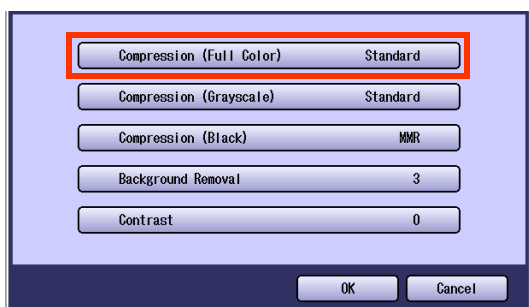 Compression (Full Color) Standard
Compression (Grayscale) Standard
Compression (Black) MMR
Background Removal 3
Contrast 0
OK Cancel